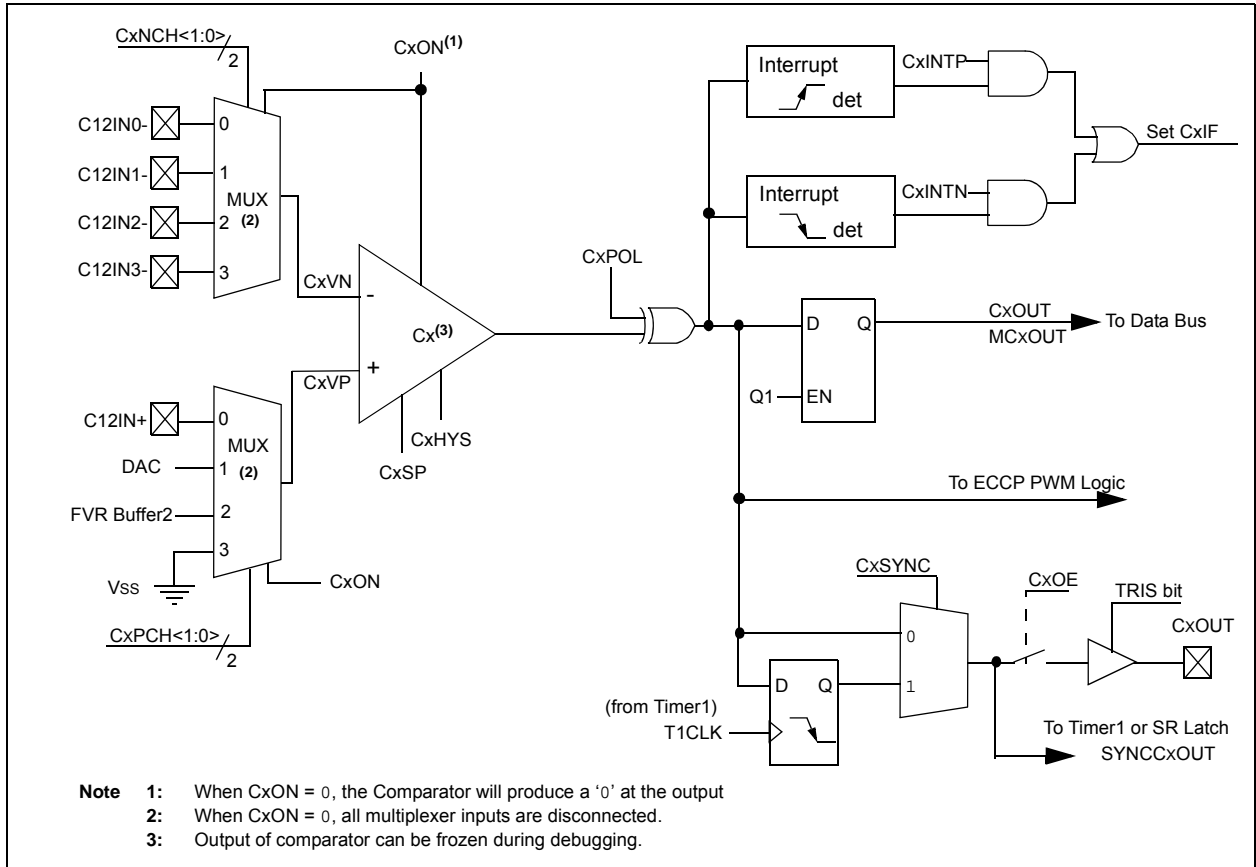 CxNCH<1:0>
2
CxON(1)
C12IN0-
0
C12IN1-
1
MUX
(2)
C12IN2-
2
C12IN3-
3
CxVN
-
Cx(3)
+
CxVP
CxHYS
CxSP
C12IN+
0
MUX
(2)
DAC
1
FVR Buffer2
2
3
Vss
CxON
CxPCH<1:0>
2
CxPOL
Interrupt
det
CxINTP
Set CxIF
Interrupt
det
CxINTN
D Q
EN
Q1
CxOUT
MCxOUT
To Data Bus
To ECCP PWM Logic
CxSYNC
0
1
D Q
(from Timer1)
T1CLK
CxOE
TRIS bit
CxOUT
To Timer1 or SR Latch
SYNCCxOUT
Note 1: When CxON = 0, the Comparator will produce a ‘0’ at the output
2: When CxON = 0, all multiplexer inputs are disconnected.
3: Output of comparator can be frozen during debugging.